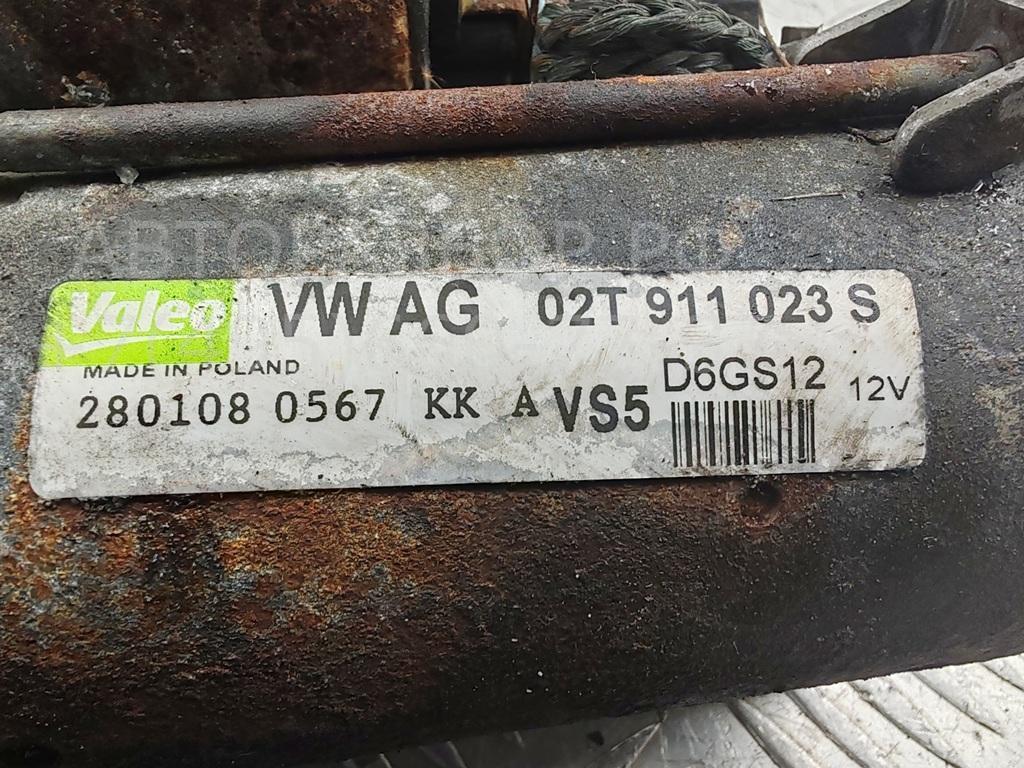 Valeo VW AG 02T 911 023 S
MADE IN POLAND D6GS12 12V
280108 0567 KK A VS5